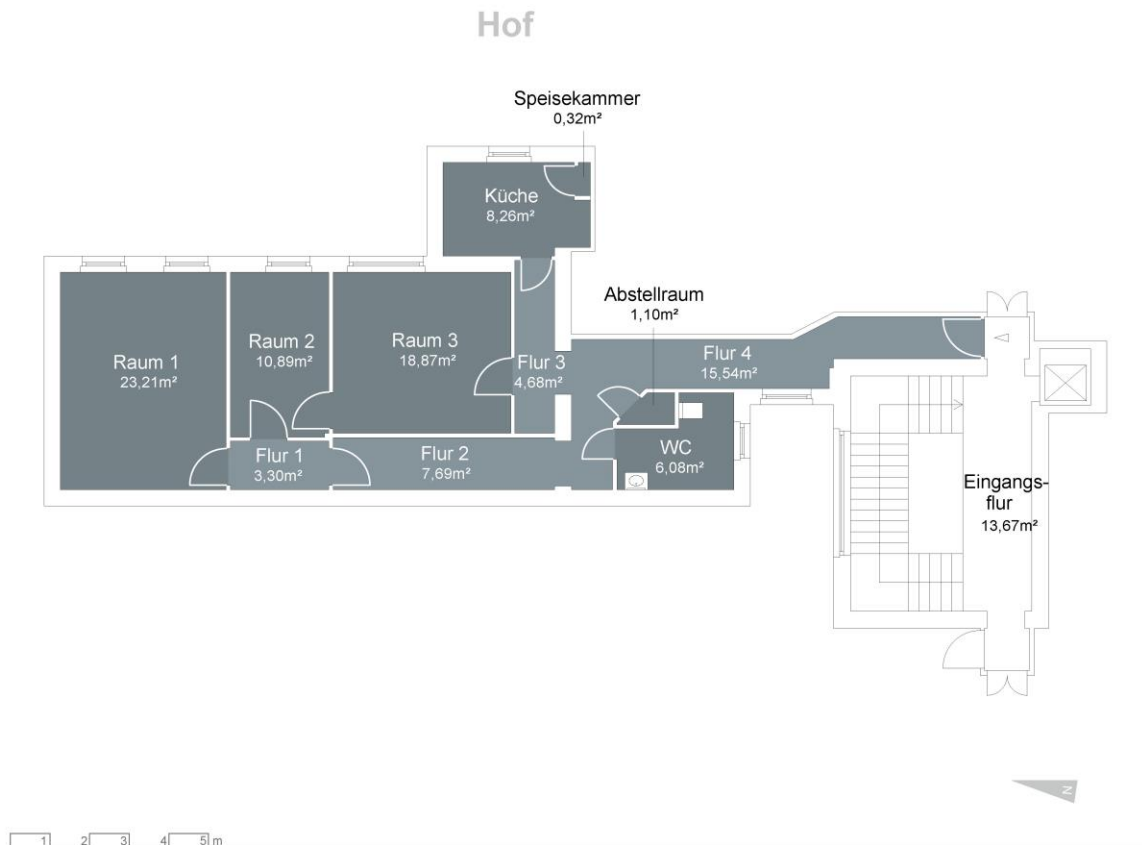 Hof
Speisekammer
0,32m²
Küche
8,26m²
Abstellraum
1,10m²
Raum 1
23,21m²
Raum 2
10,89m²
Raum 3
18,87m²
Flur 3
4,68m²
Flur 4
15,54m²
Flur 1
3,30m²
Flur 2
7,69m²
WC
6,08m²
Eingangs-
flur
13,67m²
N
1 2 3 4 5 m